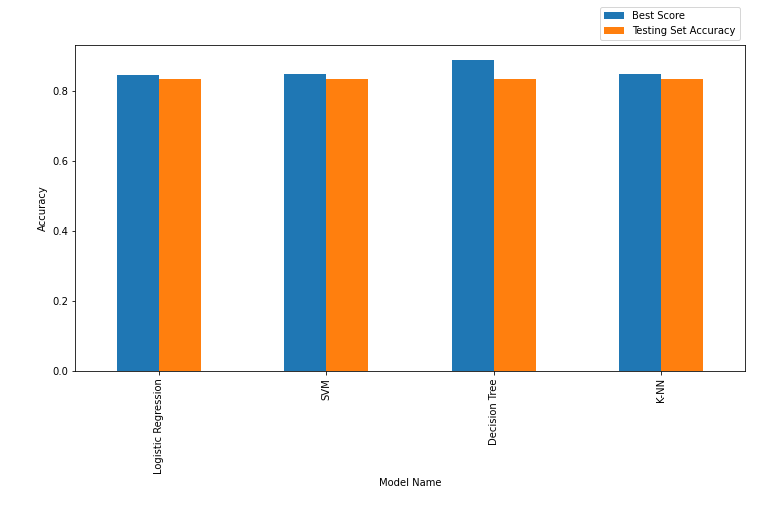 Best Score
Testing Set Accuracy
0.8
0.6
0.4
0.2
0.0
Accuracy
Logistic Regression
SVM
Decision Tree
K-NN
Model Name